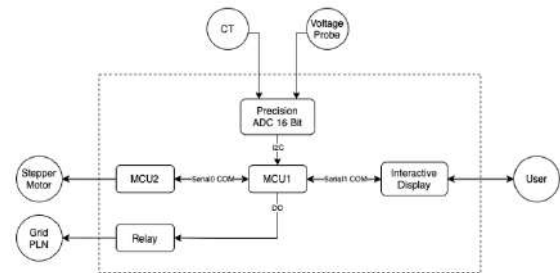 CT
Voltage
Probe
Precision
ADC 16 Bit
I2C
Stepper
Motor
MCU2
Serial0 COM
MCU1
Serial1 COM
Interactive
Display
User
DO
Grid
PLN
Relay